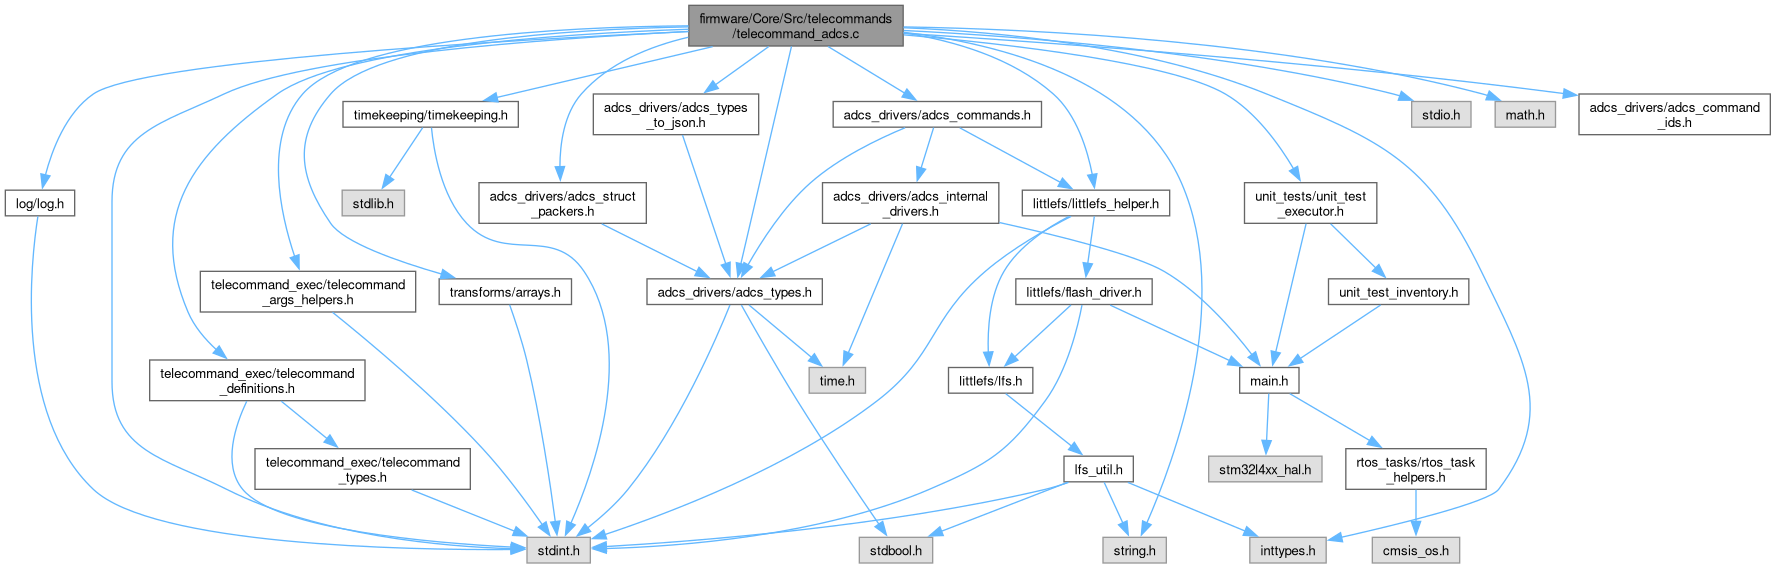 firmware/Core/Src/telecommands
/telecommand_adcs.c
timekeeping/timekeeping.h
adcs_drivers/adcs_types
_to_json.h
adcs_drivers/adcs_commands.h
stdio.h
math.h
adcs_drivers/adcs_command
_ids.h
log/log.h
stdlib.h
adcs_drivers/adcs_struct
_packers.h
adcs_drivers/adcs_internal
_drivers.h
littlefs/littlefs_helper.h
unit_tests/unit_test
_executor.h
telecommand_exec/telecommand
_args_helpers.h
transforms/arrays.h
adcs_drivers/adcs_types.h
littlefs/flash_driver.h
unit_test_inventory.h
telecommand_exec/telecommand
_definitions.h
time.h
littlefs/lfs.h
main.h
telecommand_exec/telecommand
_types.h
lfs_util.h
stm32l4xx_hal.h
rtos_tasks/rtos_task
_helpers.h
stdint.h
stdbool.h
string.h
inttypes.h
cmsis_os.h